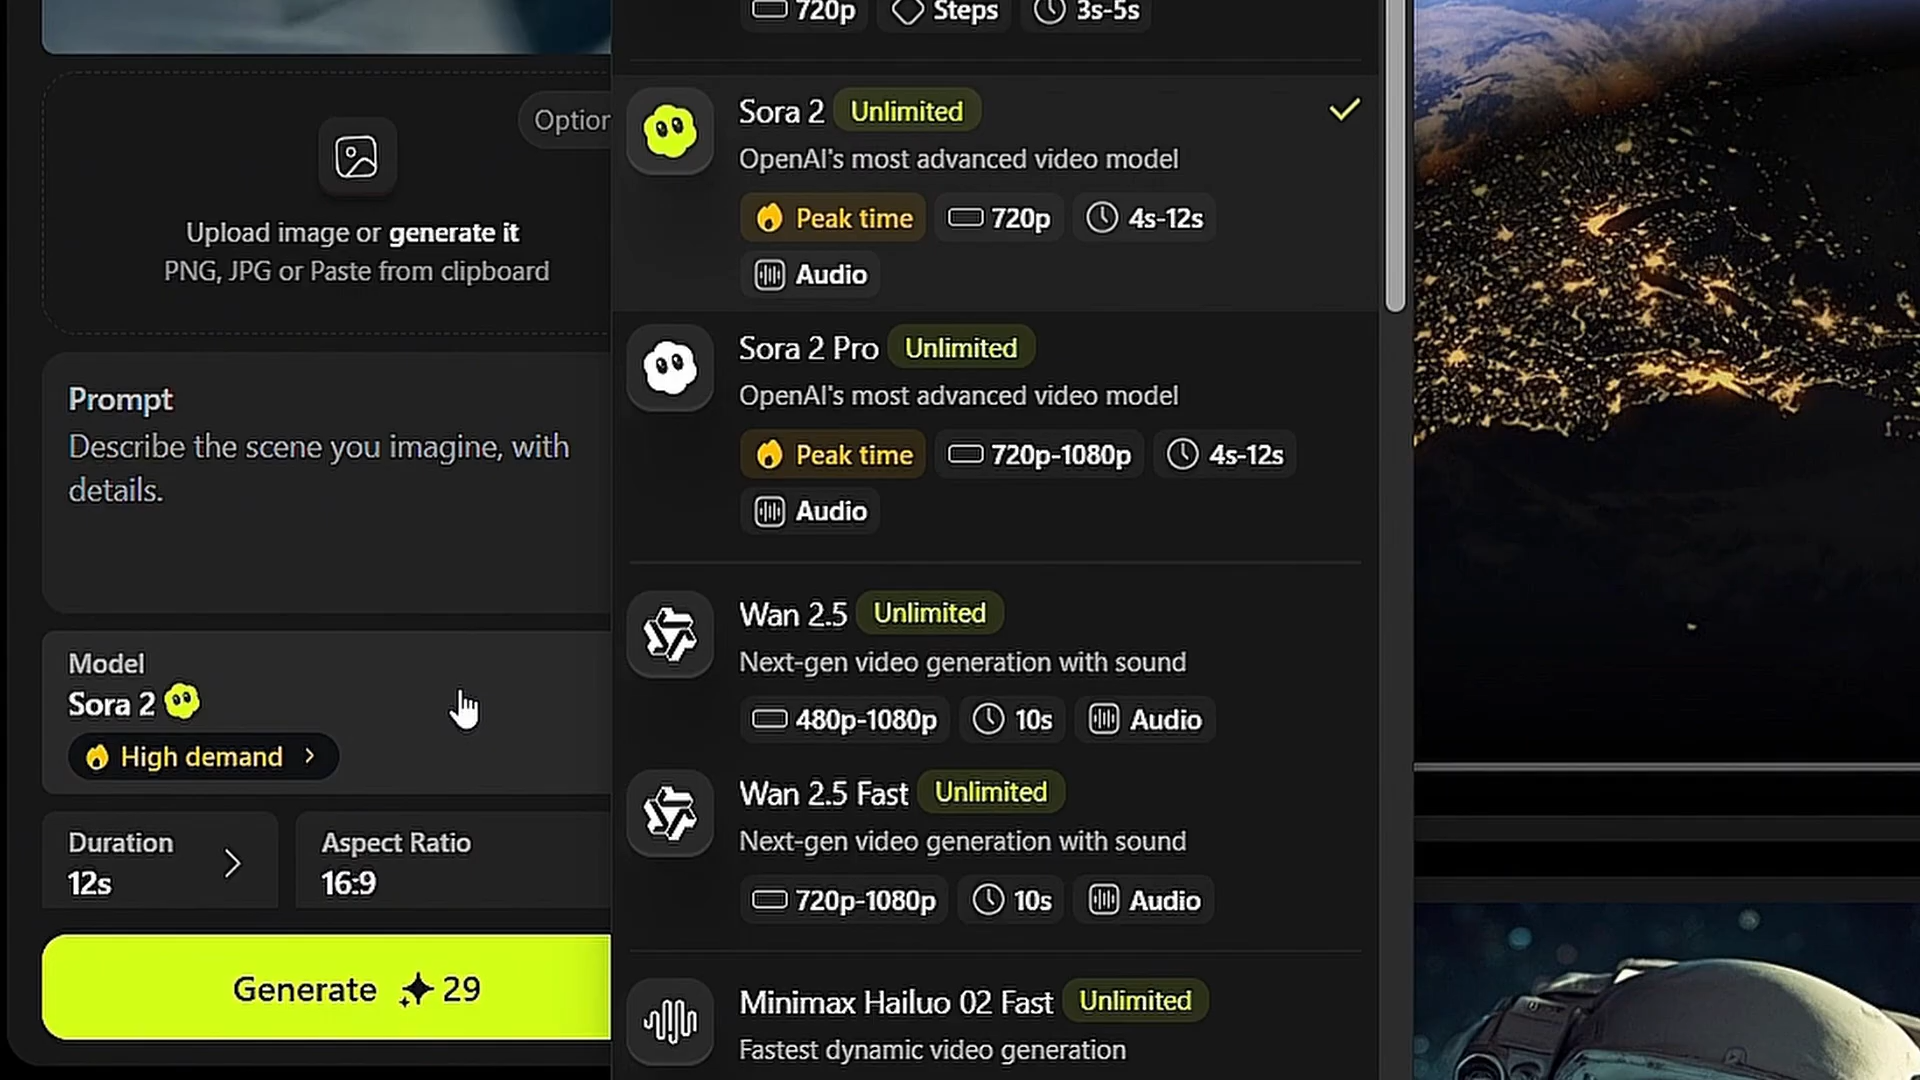 Option
Upload image or generate it
PNG, JPG or Paste from clipboard
Prompt
Describe the scene you imagine, with
details.
Model
Sora 2
High demand
Duration
12s
Aspect Ratio
16:9
Generate 29
720p Steps 3s-5s
Sora 2 Unlimited
OpenAI's most advanced video model
Peak time 720p 4s-12s
Audio
Sora 2 Pro Unlimited
OpenAI's most advanced video model
Peak time 720p-1080p 4s-12s
Audio
Wan 2.5 Unlimited
Next-gen video generation with sound
480p-1080p 10s Audio
Wan 2.5 Fast Unlimited
Next-gen video generation with sound
720p-1080p 10s Audio
Minimax Hailuo 02 Fast Unlimited
Fastest dynamic video generation